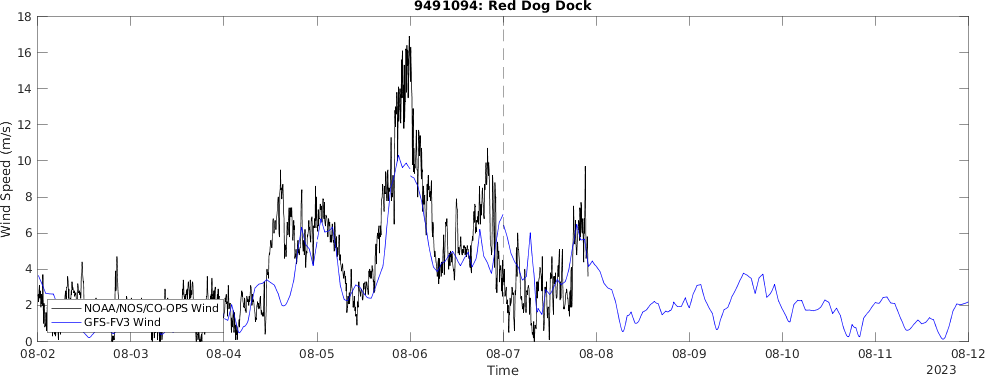 9491094: Red Dog Dock
18
16
14
12
10
8
6
4
2
0
Wind Speed (m/s)
NOAA/NOS/CO-OPS Wind
GFS-FV3 Wind
08-02 08-03 08-04 08-05 08-06 08-07 08-08 08-09 08-10 08-11 08-12
Time
2023